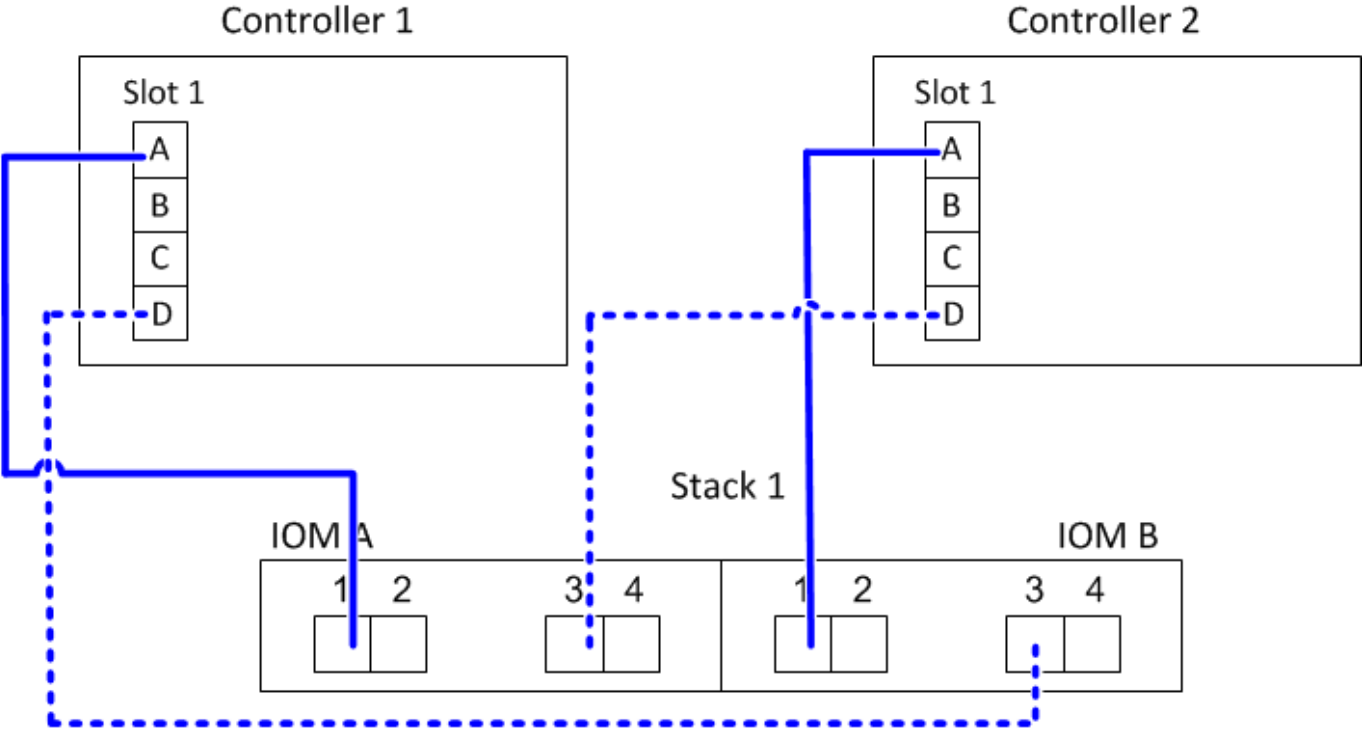 Controller 1
Controller 2
Slot 1
Slot 1
A
A
B
B
C
C
D
D
Stack 1
IOM A
IOM B
1 2 3 4 1 2 3 4